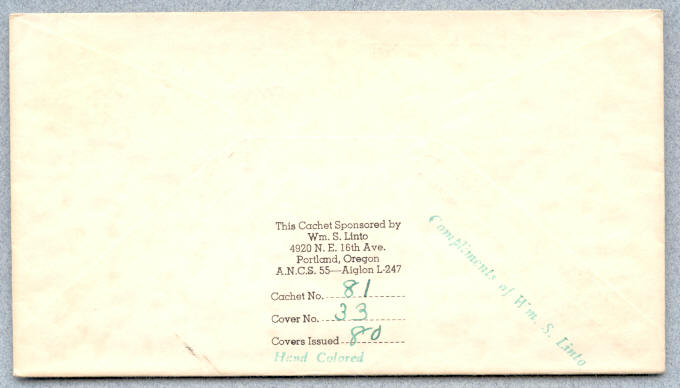 This Cachet Sponsored by
Wm. S. Linto
4920 N. E. 16th Ave.
Portland, Oregon
A.N.C.S. 55—Aiglon L-247
Cachet No. 81
Cover No. 33
Covers Issued 80
Hand Colored
Compliments of Wm. S. Linto